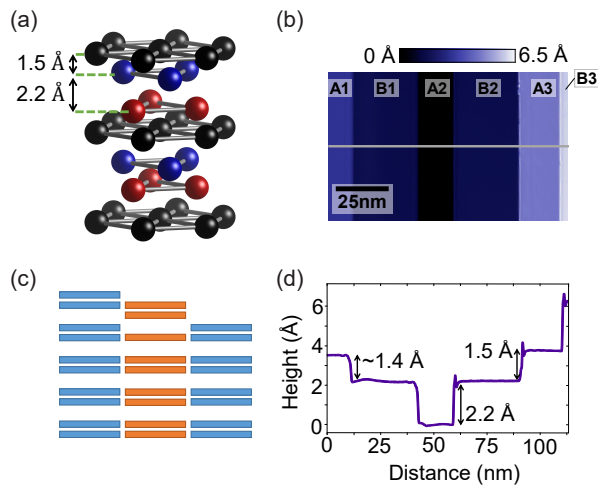 (a)
1.5 Å
2.2 Å
(b)
0 Å 6.5 Å
A1 B1 A2 B2 A3 B3
25nm
(c)
(d)
Height (Å)
6
4
2
0
~1.4 Å
1.5 Å
2.2 Å
0 25 50 75 100
Distance (nm)